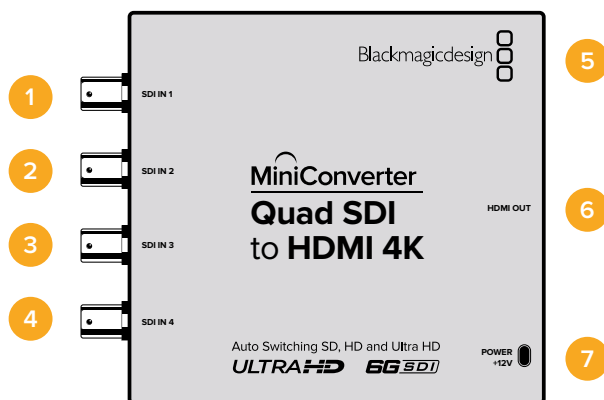 Blackmagicdesign
1
SDI IN 1
5
2
SDI IN 2
MiniConverter
Quad SDI
to HDMI 4K
HDMI OUT
6
3
SDI IN 3
4
SDI IN 4
Auto Switching SD, HD and Ultra HD
ULTRA HD 6G SDI
POWER
+12V
7